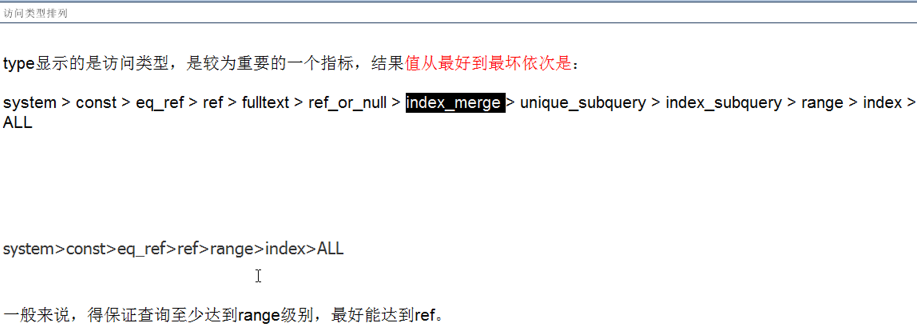 访问类型排列
type显示的是访问类型，是较为重要的一个指标，结果值从最好到最坏依次是：
system > const > eq_ref > ref > fulltext > ref_or_null > index_merge > unique_subquery > index_subquery > range > index >
ALL
system>const>eq_ref>ref>range>index>ALL
一般来说，得保证查询至少达到range级别，最好能达到ref。